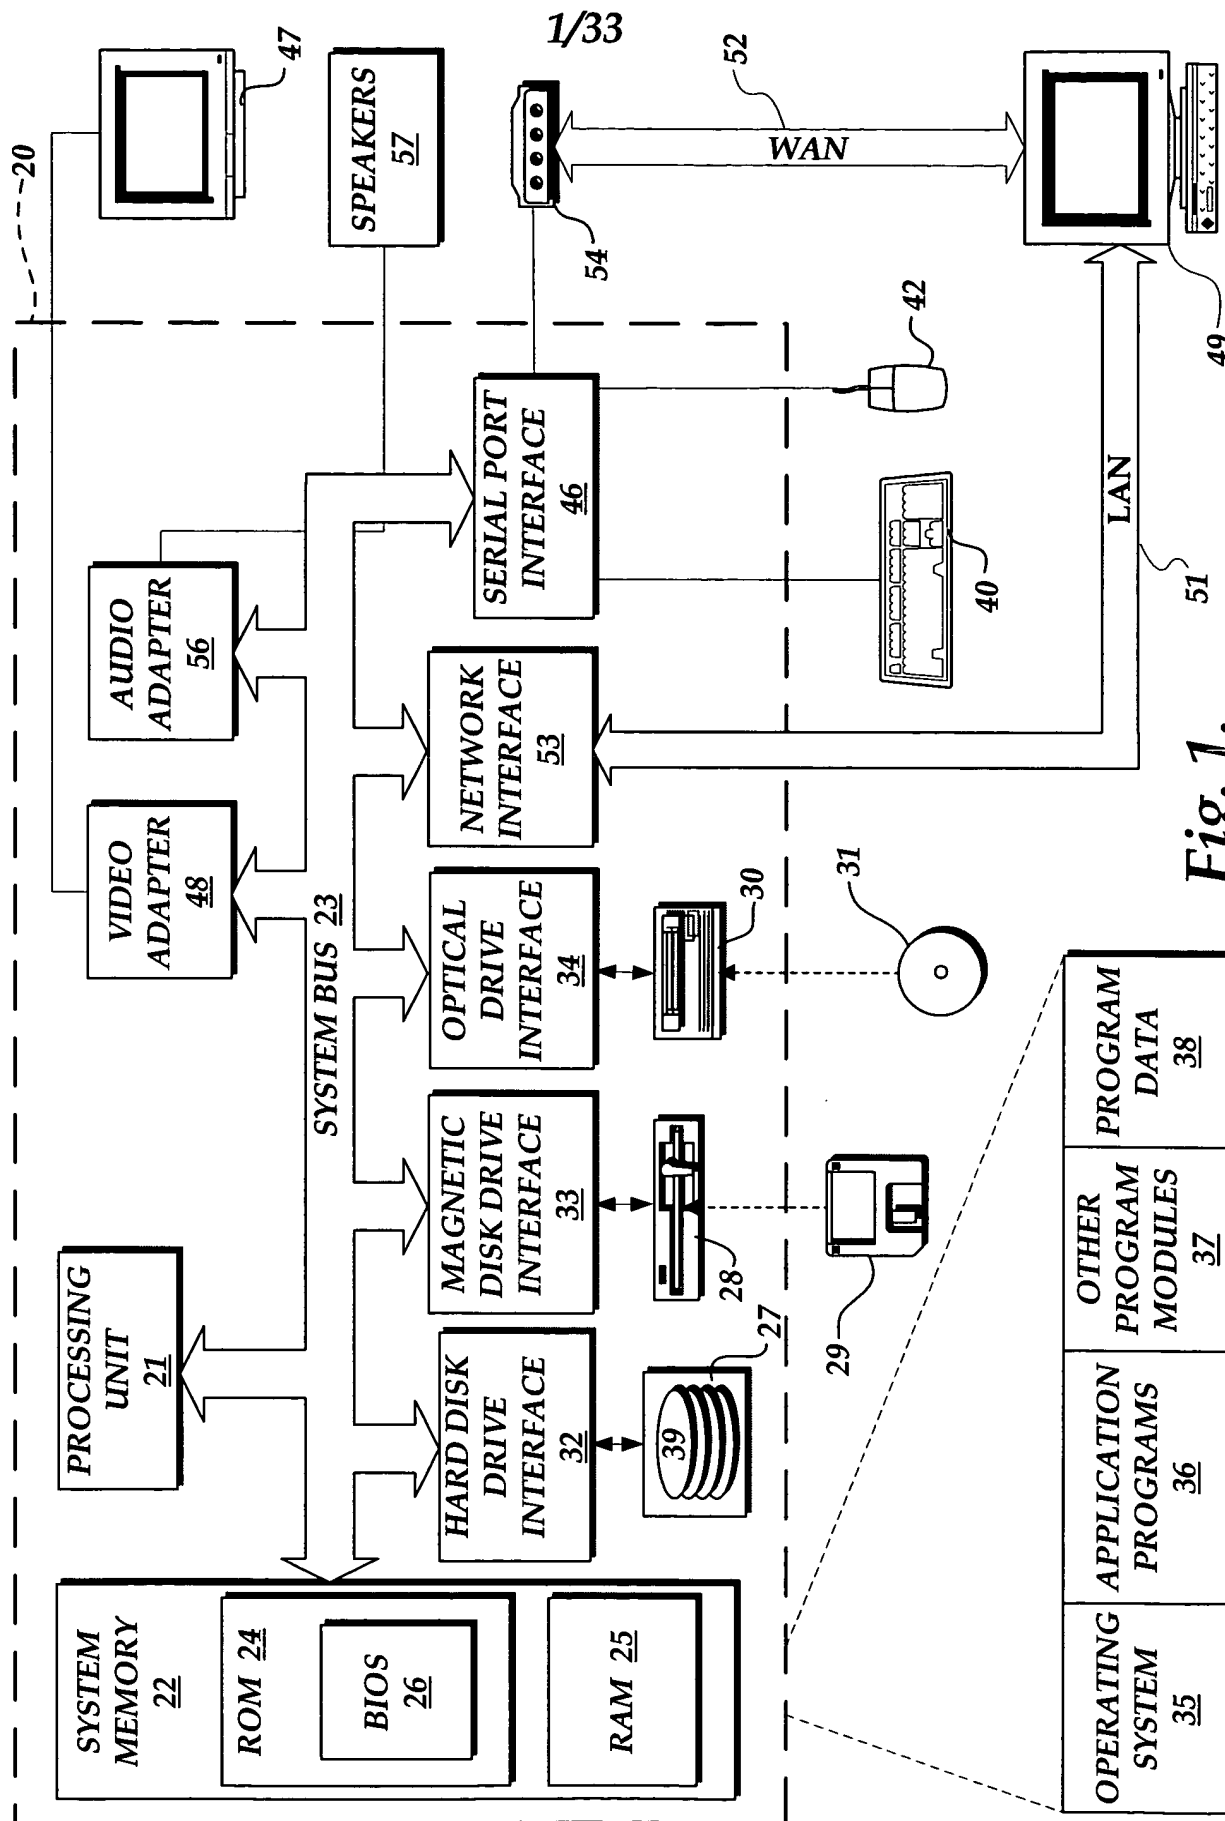 1/33
20
SYSTEM
MEMORY
22
ROM 24
BIOS
26
RAM 25
PROCESSING
UNIT
21
VIDEO
ADAPTER
48
AUDIO
ADAPTER
56
47
SYSTEM BUS 23
SPEAKERS
57
HARD DISK
DRIVE
INTERFACE
32
MAGNETIC
DISK DRIVE
INTERFACE
33
OPTICAL
DRIVE
INTERFACE
34
NETWORK
INTERFACE
53
SERIAL PORT
INTERFACE
46
54
52
WAN
39
27
28
30
29
31
40
42
LAN
51
49
OPERATING
SYSTEM
35
APPLICATION
PROGRAMS
36
OTHER
PROGRAM
MODULES
37
PROGRAM
DATA
38
Fig. 1.